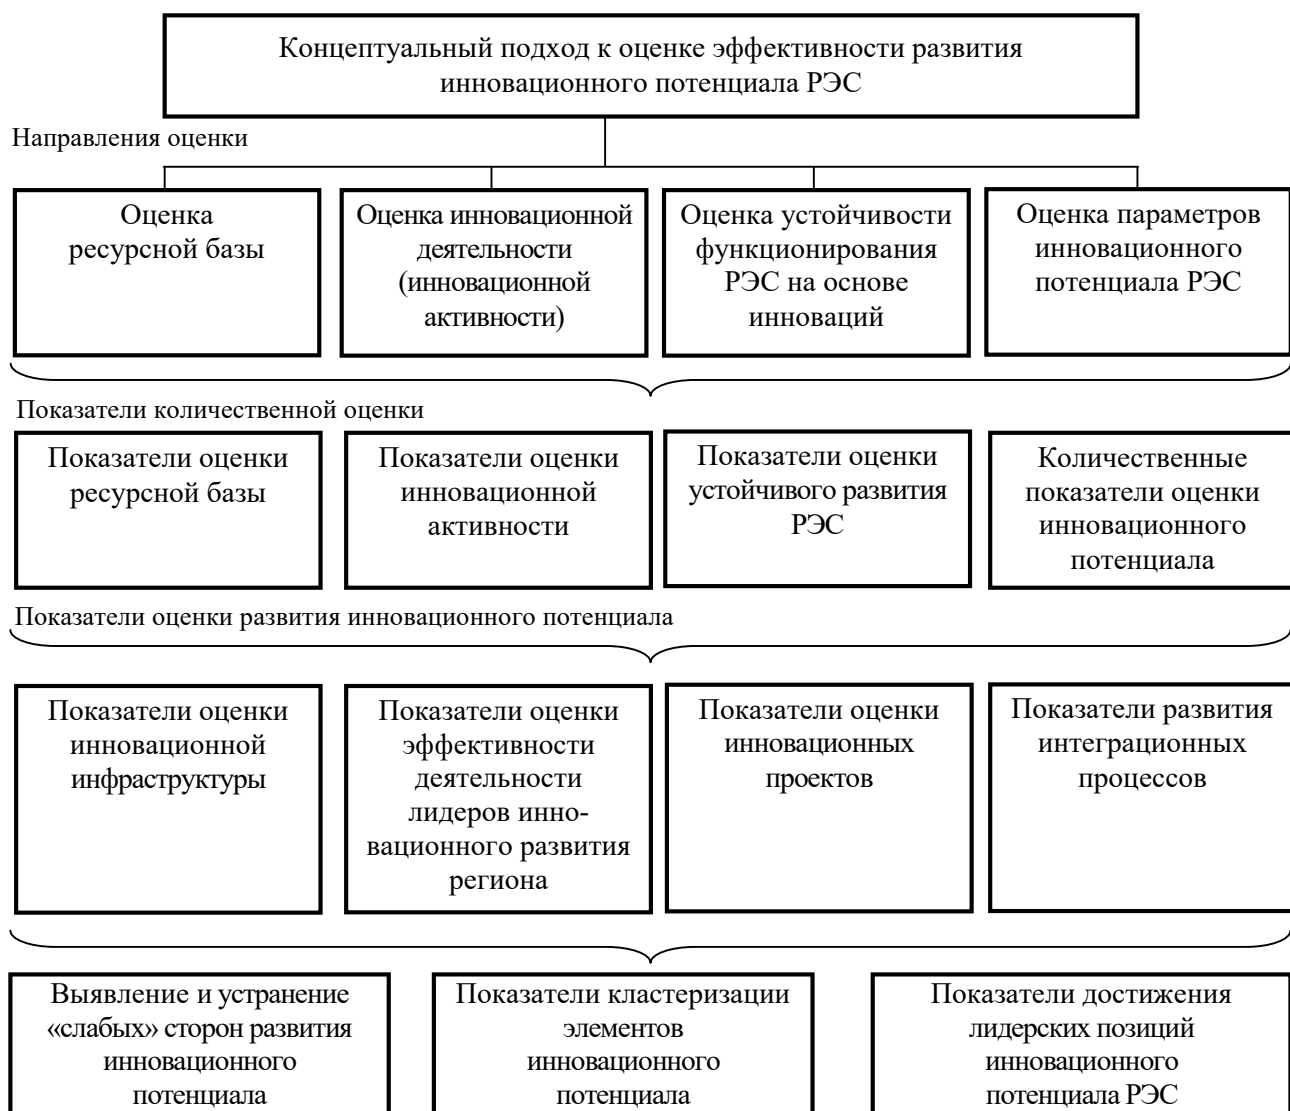 Концептуальный подход к оценке эффективности развития
инновационного потенциала РЭС
Направления оценки
Оценка
ресурсной базы
Оценка инновационной
деятельности
(инновационной
активности)
Оценка устойчивости
функционирования
РЭС на основе
инноваций
Оценка параметров
инновационного
потенциала РЭС
Показатели количественной оценки
Показатели оценки
ресурсной базы
Показатели оценки
инновационной
активности
Показатели оценки
устойчивого развития
РЭС
Количественные
показатели оценки
инновационного
потенциала
Показатели оценки развития инновационного потенциала
Показатели оценки
инновационной
инфраструктуры
Показатели оценки
эффективности
деятельности
лидеров инно-
вационного развития
региона
Показатели оценки
инновационных
проектов
Показатели развития
интеграционных
процессов
Выявление и устранение
«слабых» сторон развития
инновационного
потенциала
Показатели кластеризации
элементов
инновационного
потенциала
Показатели достижения
лидерских позиций
инновационного
потенциала РЭС